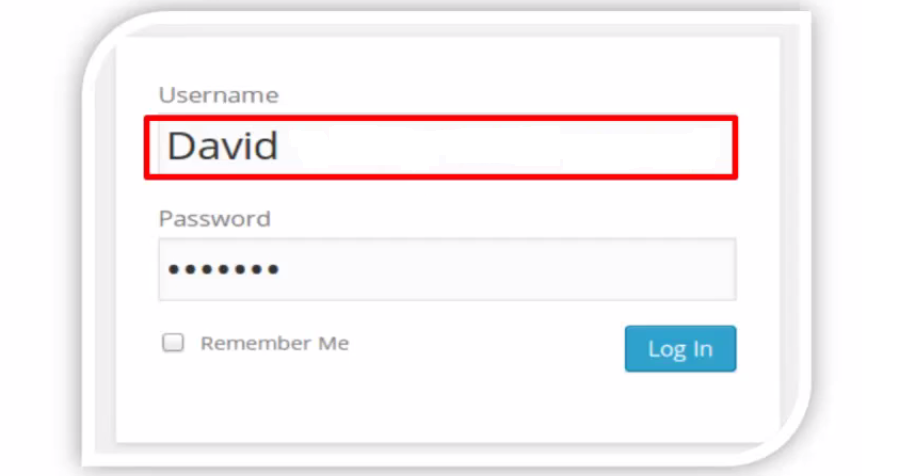 Username
David
Password
•••••••
Remember Me
Log In